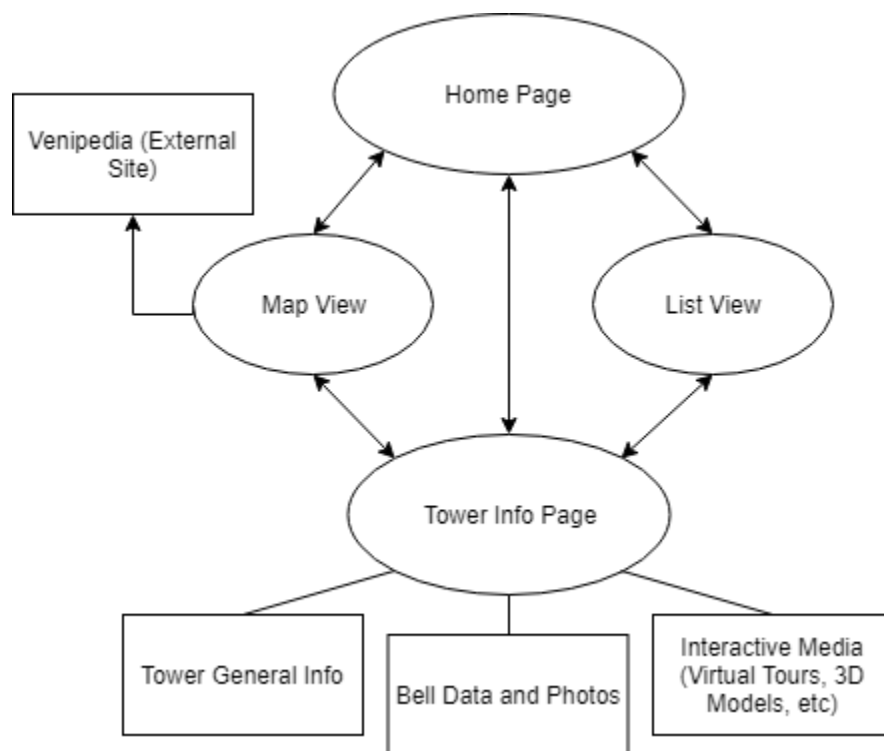 Home Page
Venipedia (External
Site)
Map View
List View
Tower Info Page
Tower General Info
Bell Data and Photos
Interactive Media
(Virtual Tours, 3D
Models, etc)